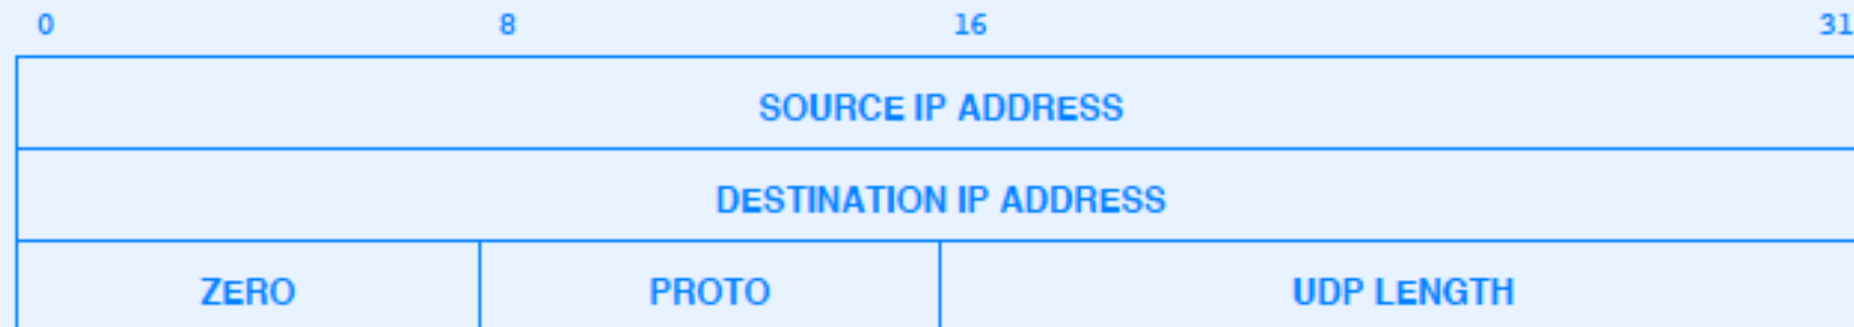 0 8 16 31
SOURCE IP ADDRESS
DESTINATION IP ADDRESS
ZERO PROTO UDP LENGTH